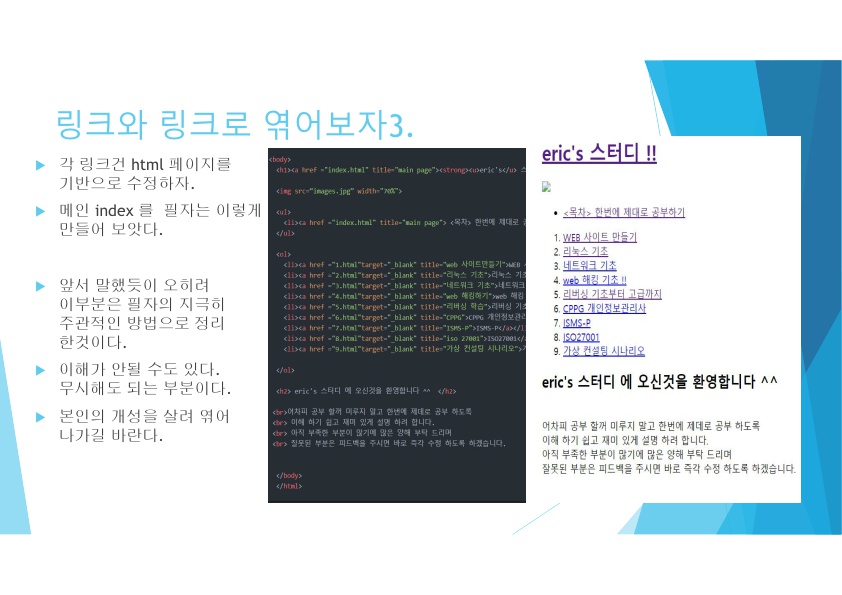 링크와 링크로 엮어보자3.
각 링크건 html 페이지를
기반으로 수정하자.
메인 index 를  필자는 이렇게
만들어 보았다.
앞서 말했듯이 오히려
이부분은 필자의 지극히
주관적인 방법으로 정리
한것이다.
이해가 안될 수도 있다.
무시해도 되는 부분이다.
본인의 개성을 살려 엮어
나가길 바란다.
<body>
<h1><a href ="index.html" title="main page"><strong><u>eric's</u>
<img src="images.jpg" width="70%">
<ul>
<li><a href ="index.html" title="main page"> <목차> 한번에 제대로
</ul>
<ol>
<li><a href ="1.html"target="_blank" title="web 사이트만들기">WEB
<li><a href ="2.html"target="_blank" title="리눅스 기초">리눅스 기초
<li><a href ="3.html"target="_blank" title="네트워크 기초">네트워크
<li><a href ="4.html"target="_blank" title="web 해킹하기">web 해킹
<li><a href ="5.html"target="_blank" title="리버싱 학습">리버싱 기초
<li><a href ="6.html"target="_blank" title="CPPG">CPPG 개인정보관리
<li><a href ="7.html"target="_blank" title="ISMS-P">ISMS-P</a></li
<li><a href ="8.html"target="_blank" title="iso 27001">ISO27001</a
<li><a href ="9.html"target="_blank" title="가상 컨설팅 시나리오">
</ol>
<h2> eric's 스터디 에 오신것을 환영합니다 ^^  </h2>
<br>어차피 공부 할꺼 미루지 말고 한번에 제대로 공부 하도록
<br> 이해 하기 쉽고 재미 있게 설명 하려 합니다.
<br> 아직 부족한 부분이 많기에 많은 양해 부탁 드리며
<br> 잘못된 부분은 피드백을 주시면 바로 즉각 수정 하도록 하겠습니다.
</body>
</html>
eric's 스터디 !!
<목차> 한번에 제대로 공부하기
1. WEB 사이트 만들기
2. 리눅스 기초
3. 네트워크 기초
4. web 해킹 기초 !!
5. 리버싱 기초부터 고급까지
6. CPPG 개인정보관리사
7. ISMS-P
8. ISO27001
9. 가상 컨설팅 시나리오
eric's 스터디 에 오신것을 환영합니다 ^^
어차피 공부 할꺼 미루지 말고 한번에 제대로 공부 하도록
이해 하기 쉽고 재미 있게 설명 하려 합니다.
아직 부족한 부분이 많기에 많은 양해 부탁 드리며
잘못된 부분은 피드백을 주시면 바로 즉각 수정 하도록 하겠습니다.